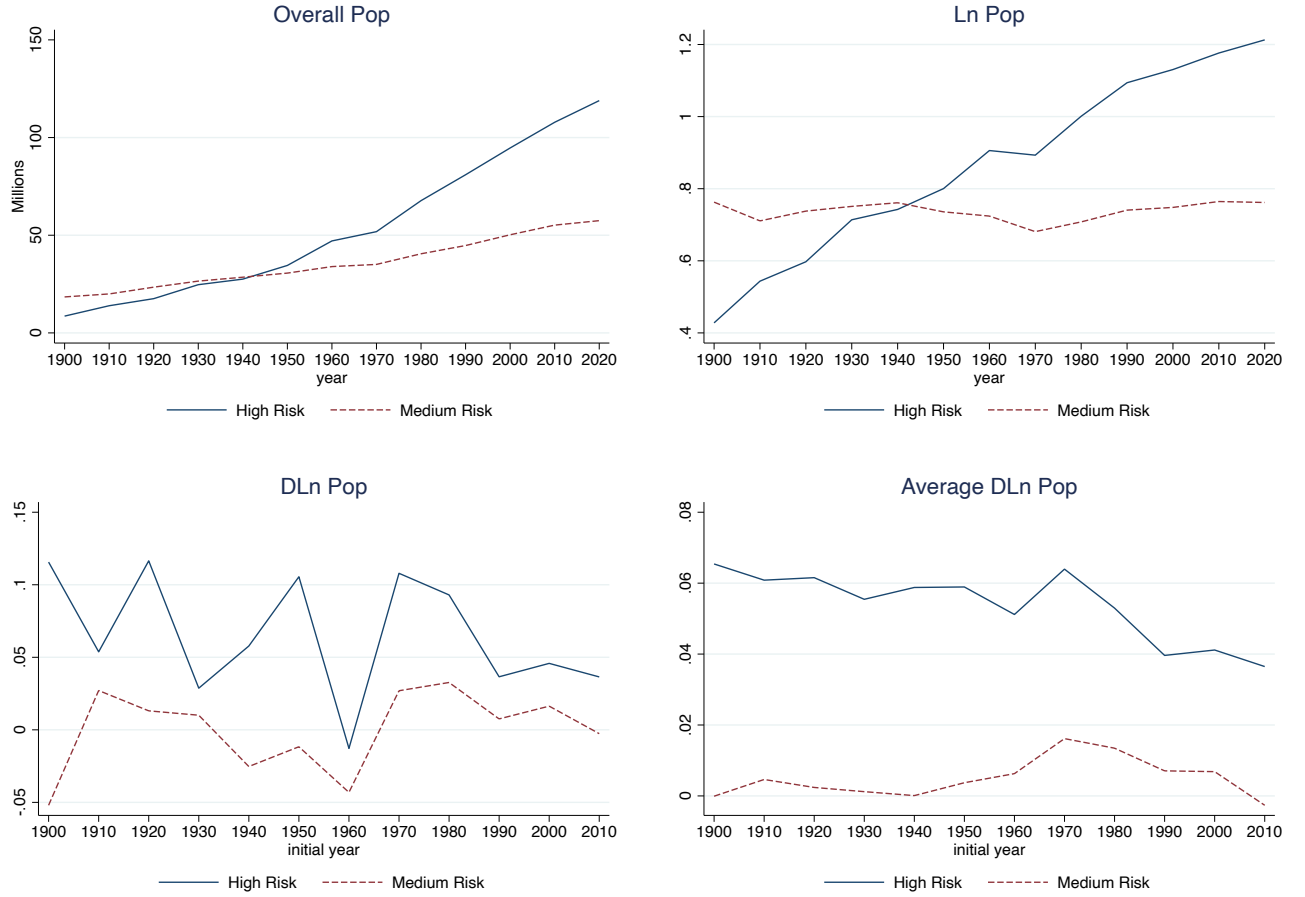 Overall Pop
150
100
50
0
Millions
1900 1910 1920 1930 1940 1950 1960 1970 1980 1990 2000 2010 2020
year
High Risk Medium Risk
Ln Pop
1.2
1
.8
.6
.4
1900 1910 1920 1930 1940 1950 1960 1970 1980 1990 2000 2010 2020
year
High Risk Medium Risk
DLn Pop
.15
.1
.05
0
-.05
1900 1910 1920 1930 1940 1950 1960 1970 1980 1990 2000 2010
initial year
High Risk Medium Risk
Average DLn Pop
.08
.06
.04
.02
0
1900 1910 1920 1930 1940 1950 1960 1970 1980 1990 2000 2010
initial year
High Risk Medium Risk